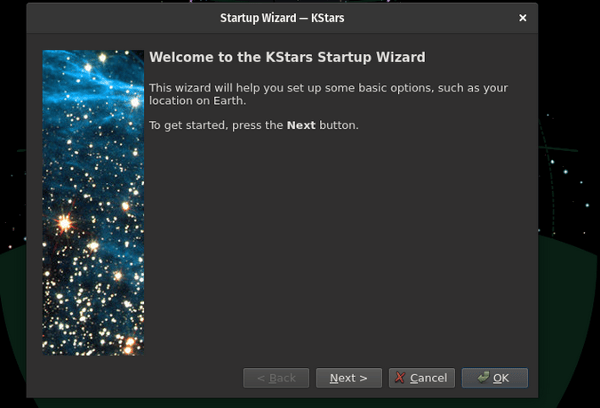 Startup Wizard — KStars
Welcome to the KStars Startup Wizard
This wizard will help you set up some basic options, such as your
location on Earth.
To get started, press the Next button.
< Back
Next >
Cancel
OK